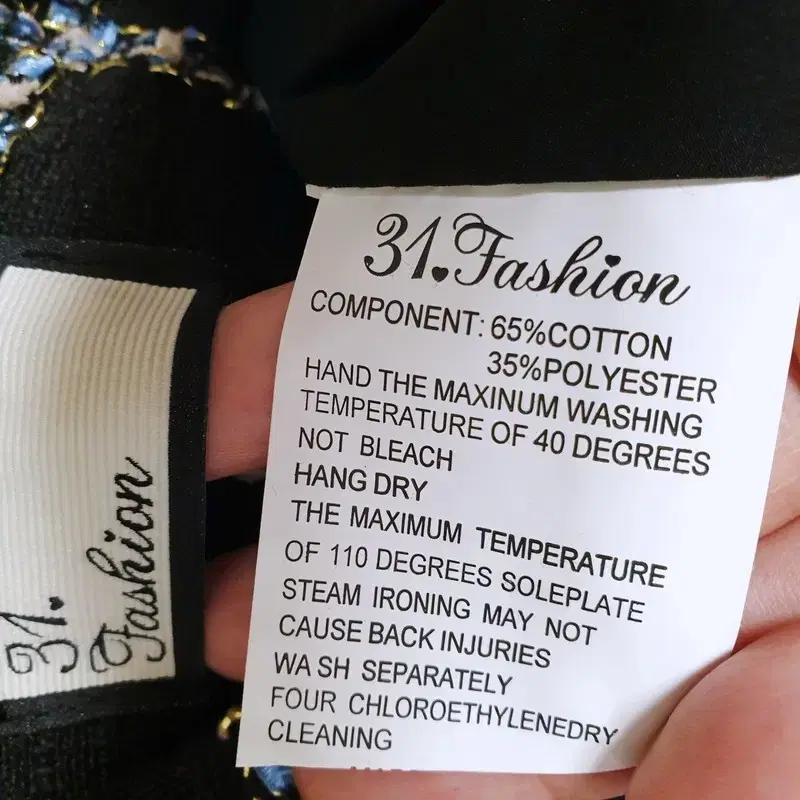 31.Fashion
COMPONENT: 65%COTTON
35%POLYESTER
HAND THE MAXINUM WASHING
TEMPERATURE OF 40 DEGREES
NOT BLEACH
HANG DRY
THE MAXIMUM TEMPERATURE
OF 110 DEGREES SOLEPLATE
STEAM IRONING MAY NOT
CAUSE BACK INJURIES
WA SH SEPARATELY
FOUR CHLOROETHYLENEDRY
CLEANING
31.
Fashion